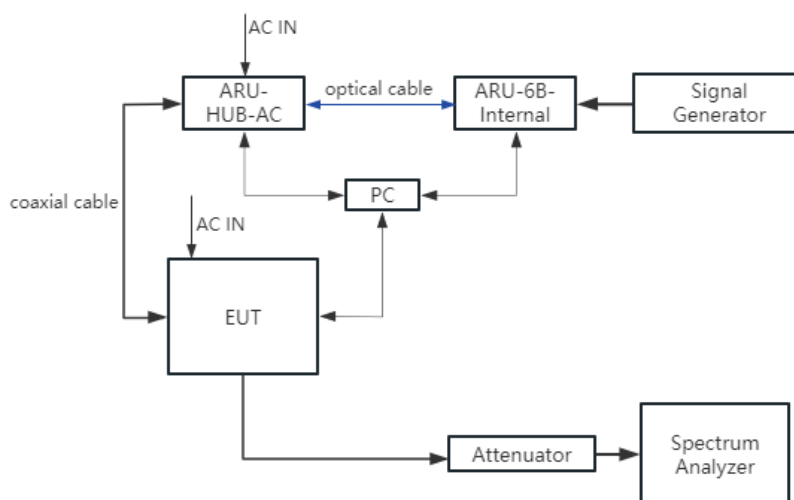 AC IN
ARU-
HUB-AC
optical cable
ARU-6B-
Internal
Signal
Generator
PC
coaxial cable
AC IN
EUT
Attenuator
Spectrum
Analyzer